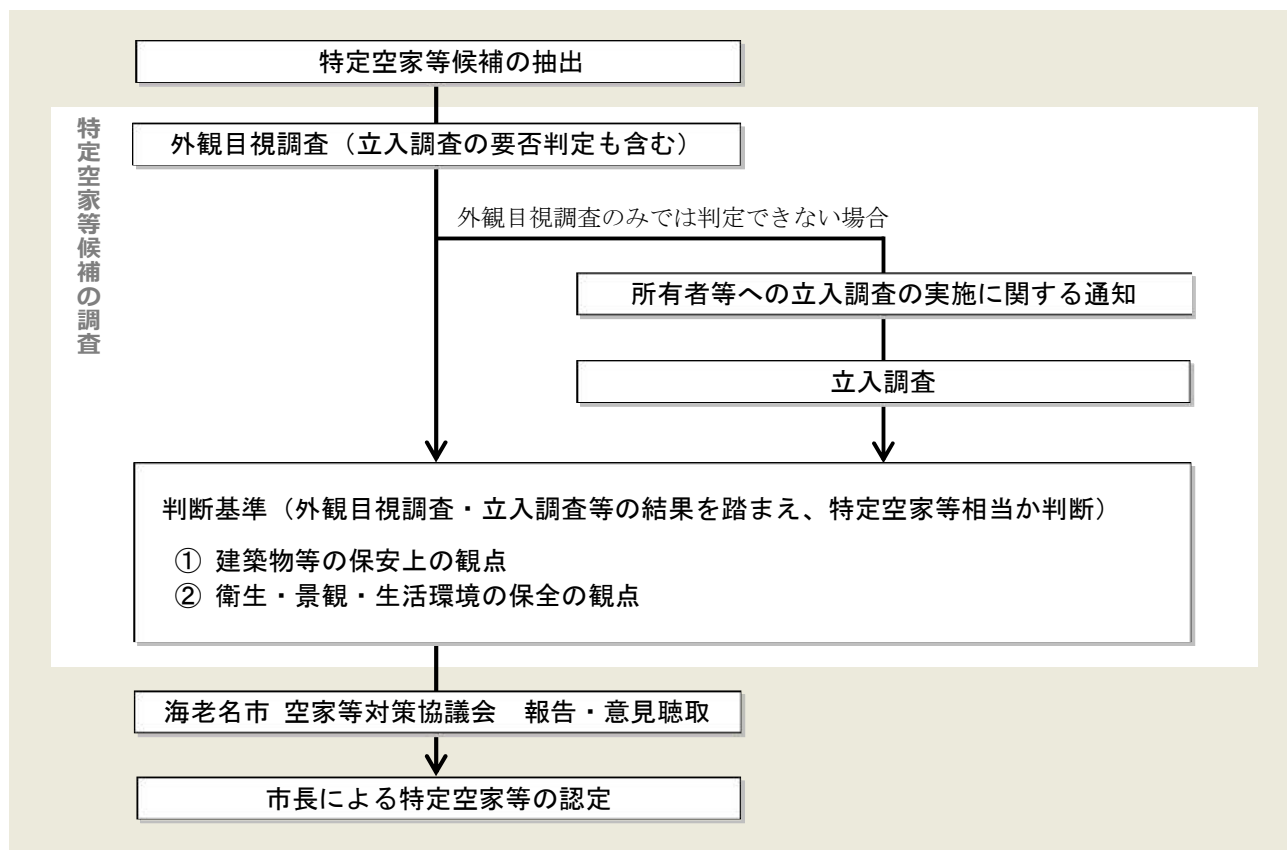 特定空家等候補の抽出
特定空家等候補の調査
外観目視調査（立入調査の要否判定も含む）
外観目視調査のみでは判定できない場合
所有者等への立入調査の実施に関する通知
立入調査
判断基準（外観目視調査・立入調査等の結果を踏まえ、特定空家等相当か判断）
① 建築物等の保安上の観点
② 衛生・景観・生活環境の保全の観点
海老名市 空家等対策協議会　報告・意見聴取
市長による特定空家等の認定